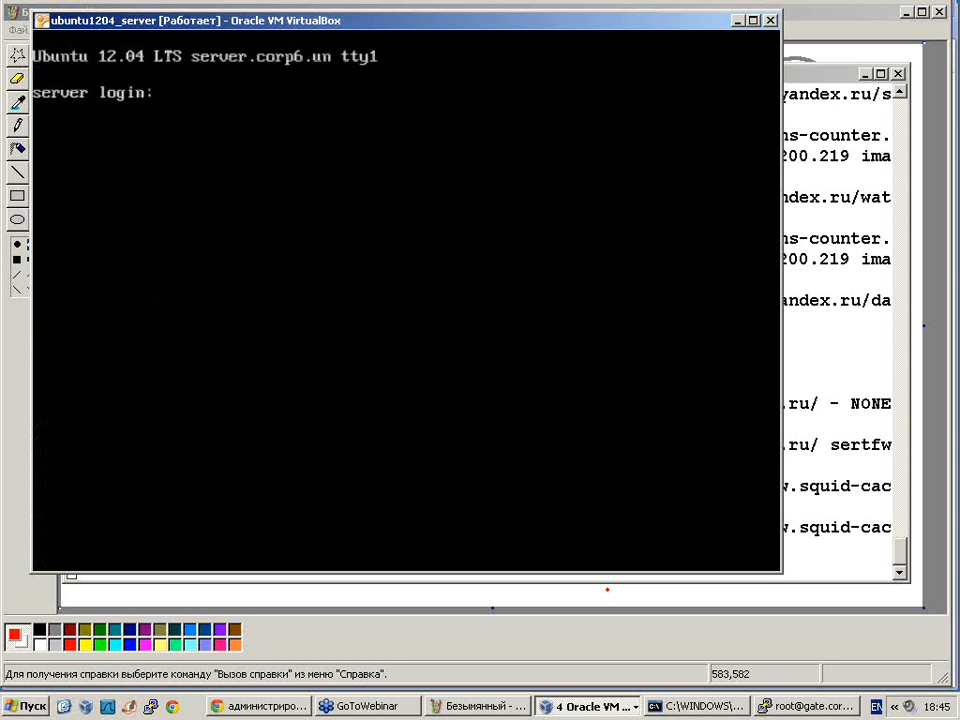 ubuntu1204_server [Работает] - Oracle VM VirtualBox
Ubuntu 12.04 LTS server.corp6.un tty1
server login:
yandex.ru/s
ns-counter.
200.219 ima
ndex.ru/wat
ns-counter.
200.219 ima
andex.ru/da
.ru/ - NONE
.ru/ sertfw
w.squid-cac
w.squid-cac
Для получения справки выберите команду "Вызов справки" из меню "Справка".
583,582
Пуск
администриро...
GoToWebinar
Безымянный - ...
4 Oracle VM ...
C:\WINDOWS\...
root@gate.cor...
EN
18:45